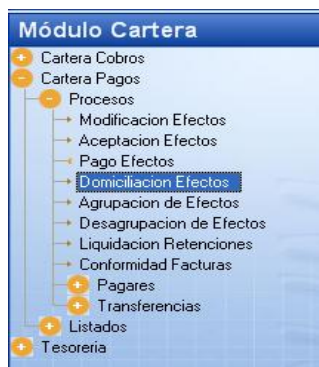 Módulo Cartera
Cartera Cobros
Cartera Pagos
Procesos
Modificacion Efectos
Aceptacion Efectos
Pago Efectos
Domiciliacion Efectos
Agrupacion de Efectos
Desagrupacion de Efectos
Liquidacion Retenciones
Conformidad Facturas
Pagares
Transferencias
Listados
Tesoreria